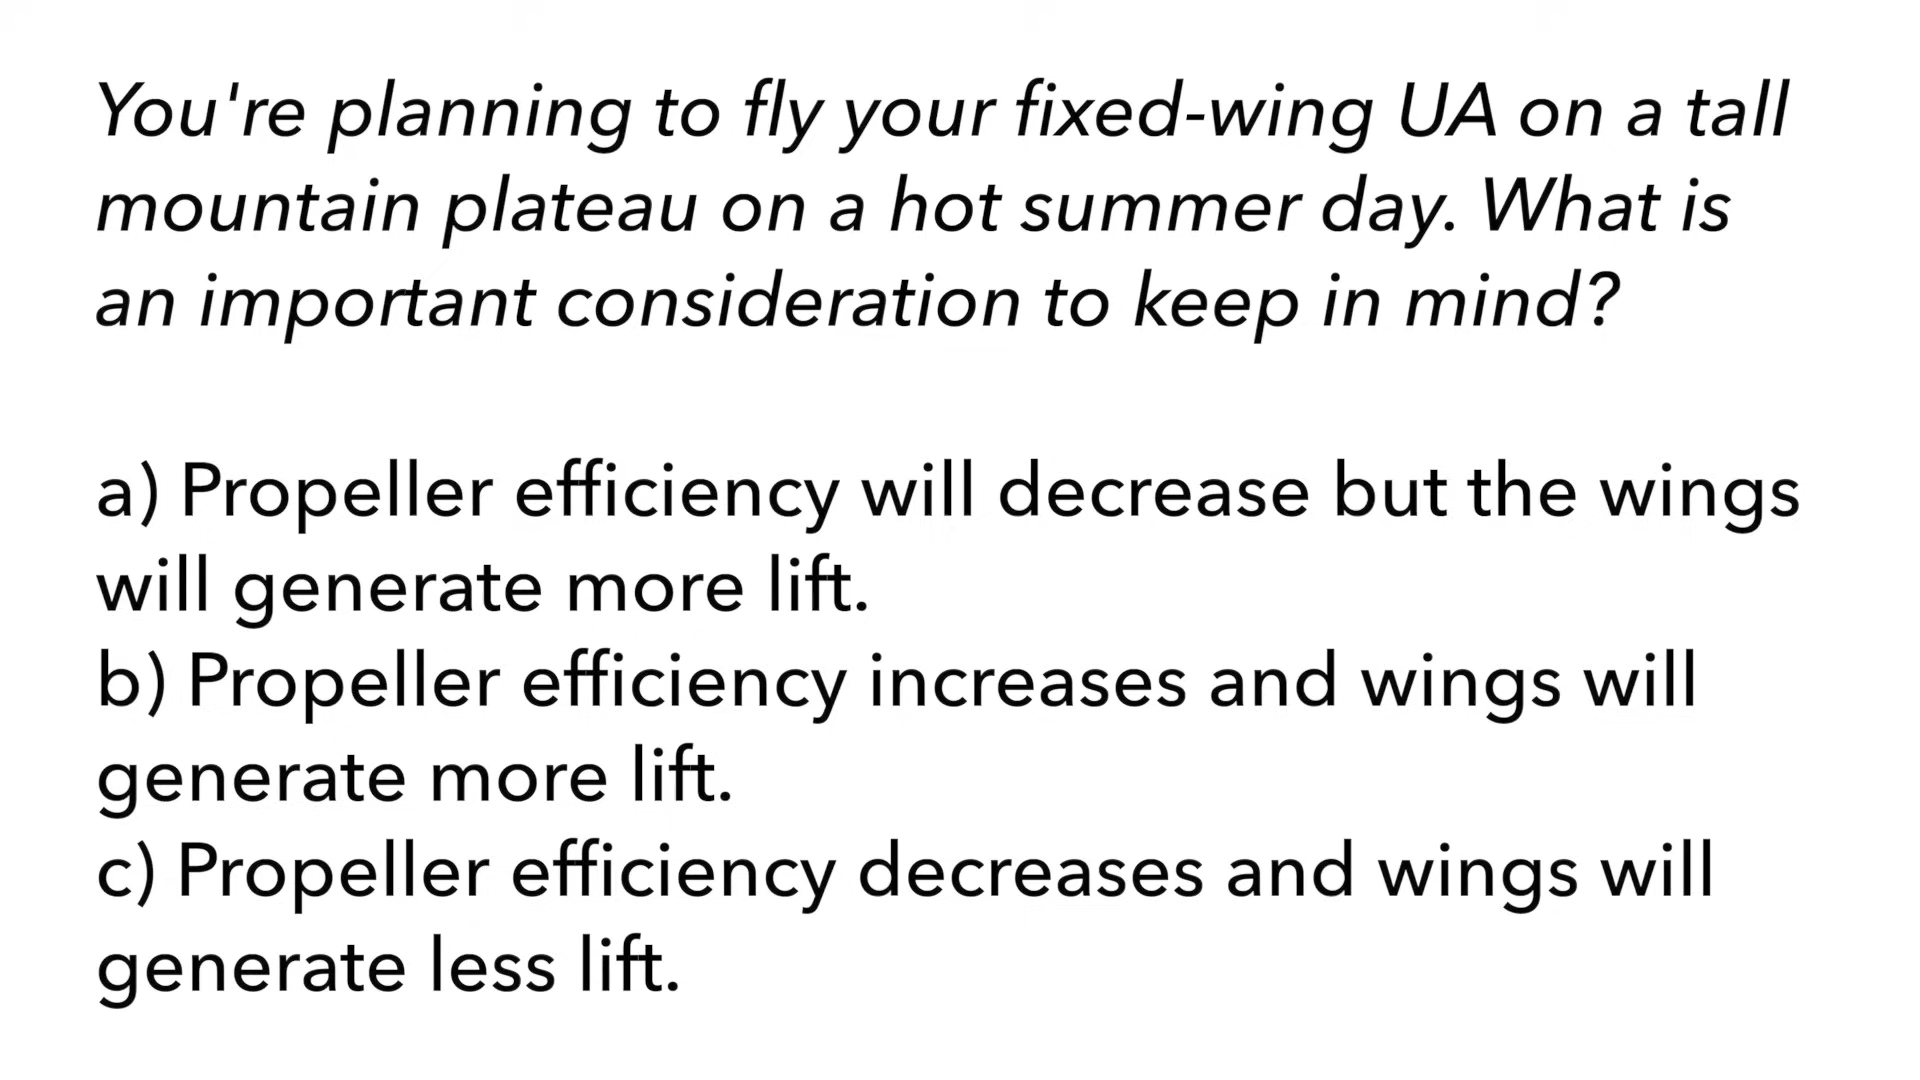 You're planning to fly your fixed-wing UA on a tall
mountain plateau on a hot summer day. What is
an important consideration to keep in mind?
a) Propeller efficiency will decrease but the wings
will generate more lift.
b) Propeller efficiency increases and wings will
generate more lift.
c) Propeller efficiency decreases and wings will
generate less lift.